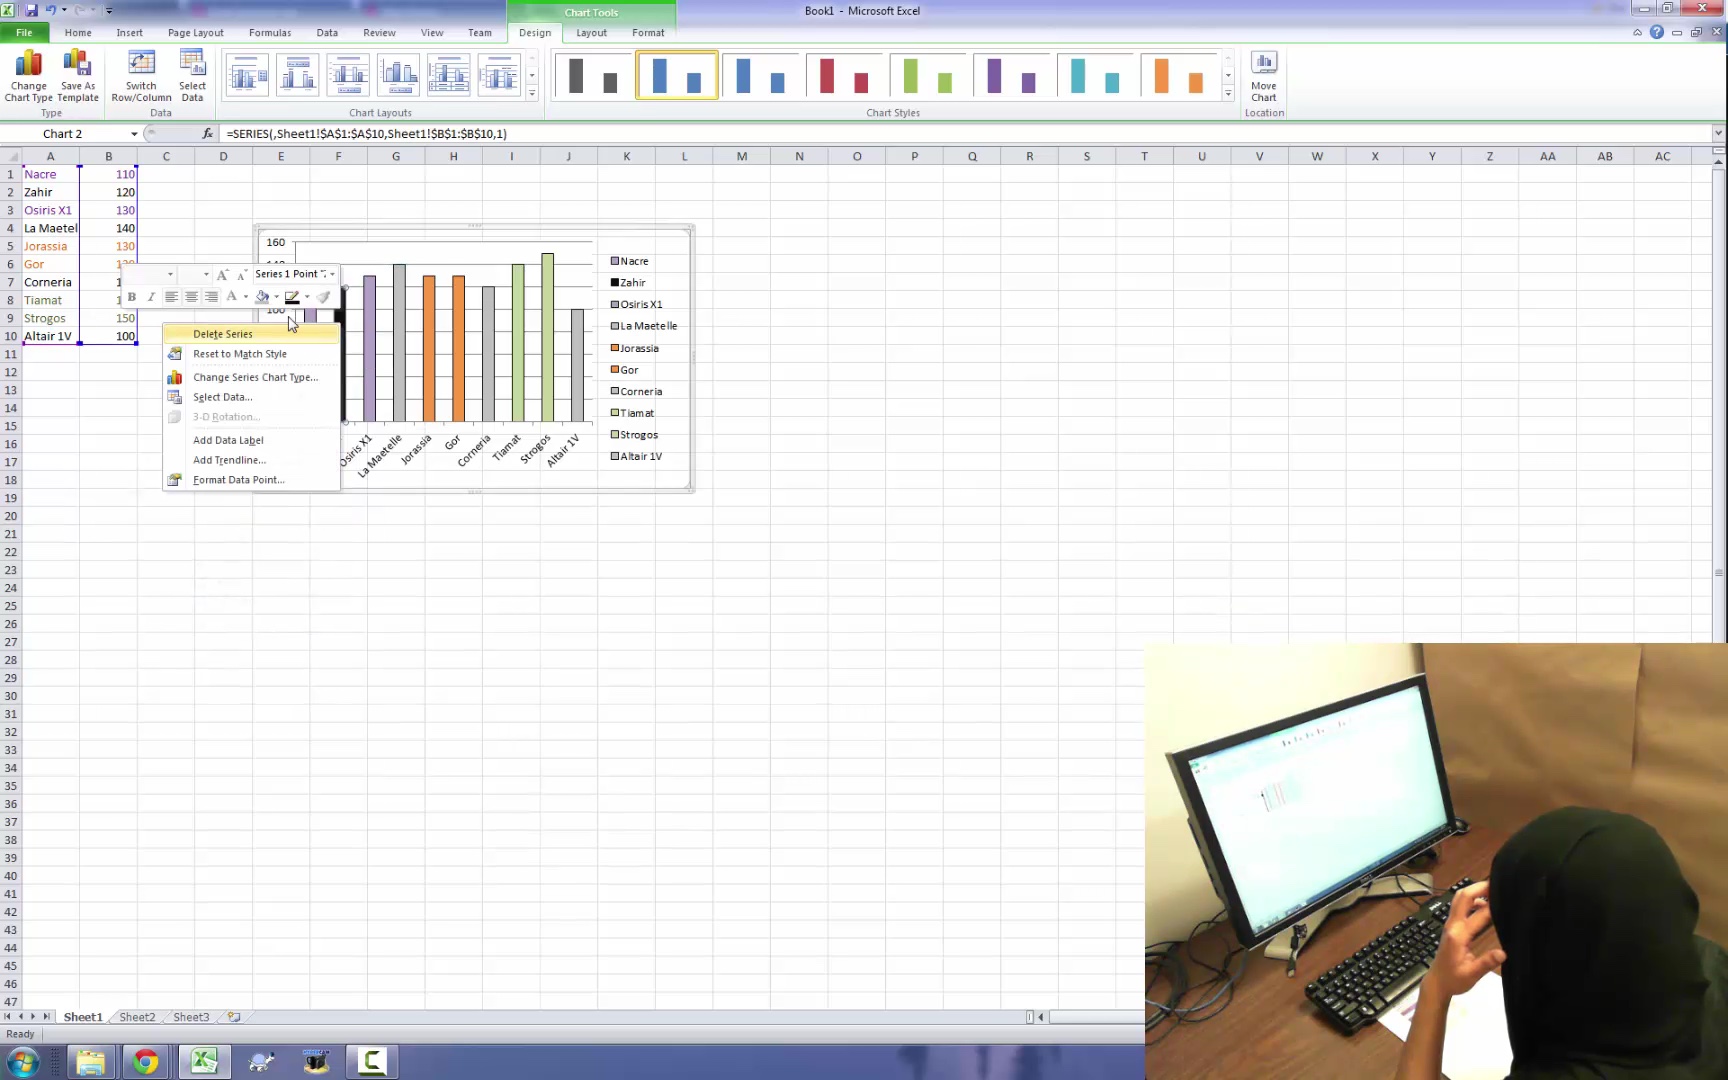 Chart Tools
Book1 - Microsoft Excel
File Home Insert Page Layout Formulas Data Review View Team Design Layout Format
Change Chart Type
Save As Template
Switch Row/Column
Select Data
Move Chart
Type Data Chart Layouts Chart Styles Location
Chart 2 fx =SERIES(,Sheet1!$A$1:$A$10,Sheet1!$B$1:$B$10,1)
A B C D E F G H I J K L M N O P Q R S T U V W X Y Z AA AB AC
1 Nacre 110
2 Zahir 120
3 Osiris X1 130
4 La Maetel 140
5 Jorassia 130
6 Gor
7 Corneria
8 Tiamat
9 Strogos 150
10 Altair 1V 100
11
12
13
14
15
16
17
18
19
20
21
22
23
24
25
26
27
28
29
30
31
32
33
34
35
36
37
38
39
40
41
42
43
44
45
46
47
Series 1 Point "Z
B I A
Delete Series
Reset to Match Style
Change Series Chart Type...
Select Data...
3-D Rotation...
Add Data Label
Add Trendline...
Format Data Point...
160
100
Osiris X1
La Maetelle
Jorassia
Gor
Corneria
Tiamat
Strogos
Altair 1V
Nacre
Zahir
Osiris X1
La Maetelle
Jorassia
Gor
Corneria
Tiamat
Strogos
Altair 1V
Sheet1 Sheet2 Sheet3
Ready